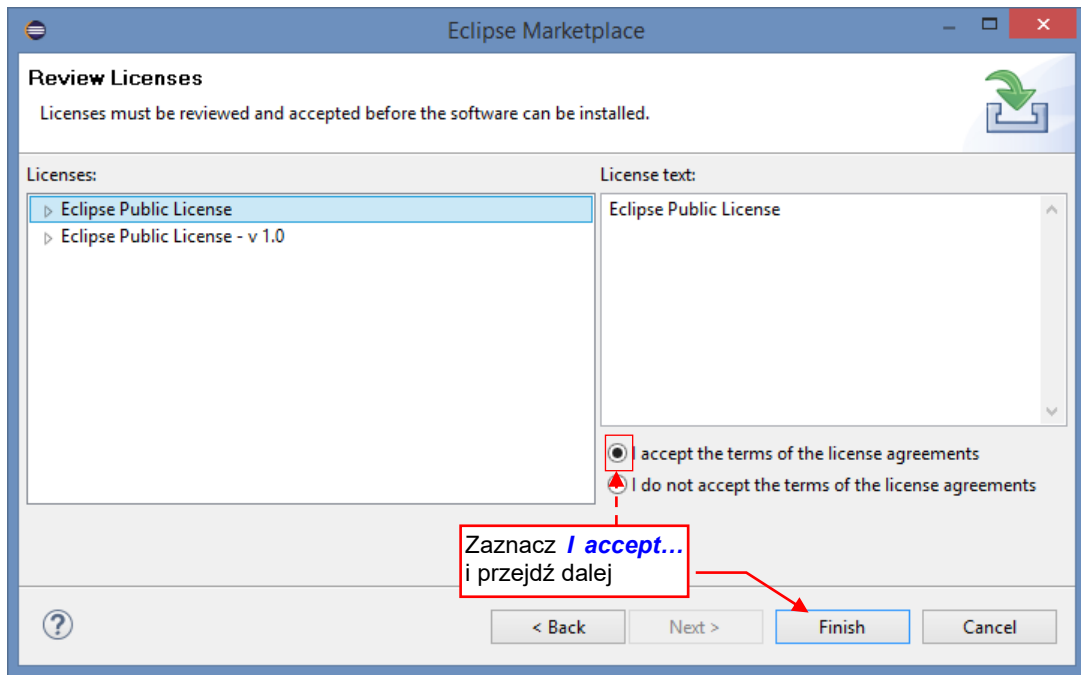 Eclipse Marketplace
Review Licenses
Licenses must be reviewed and accepted before the software can be installed.
Licenses:
Eclipse Public License
Eclipse Public License - v 1.0
License text:
Eclipse Public License
I accept the terms of the license agreements
I do not accept the terms of the license agreements
Zaznacz I accept…
i przejdź dalej
?
< Back
Next >
Finish
Cancel